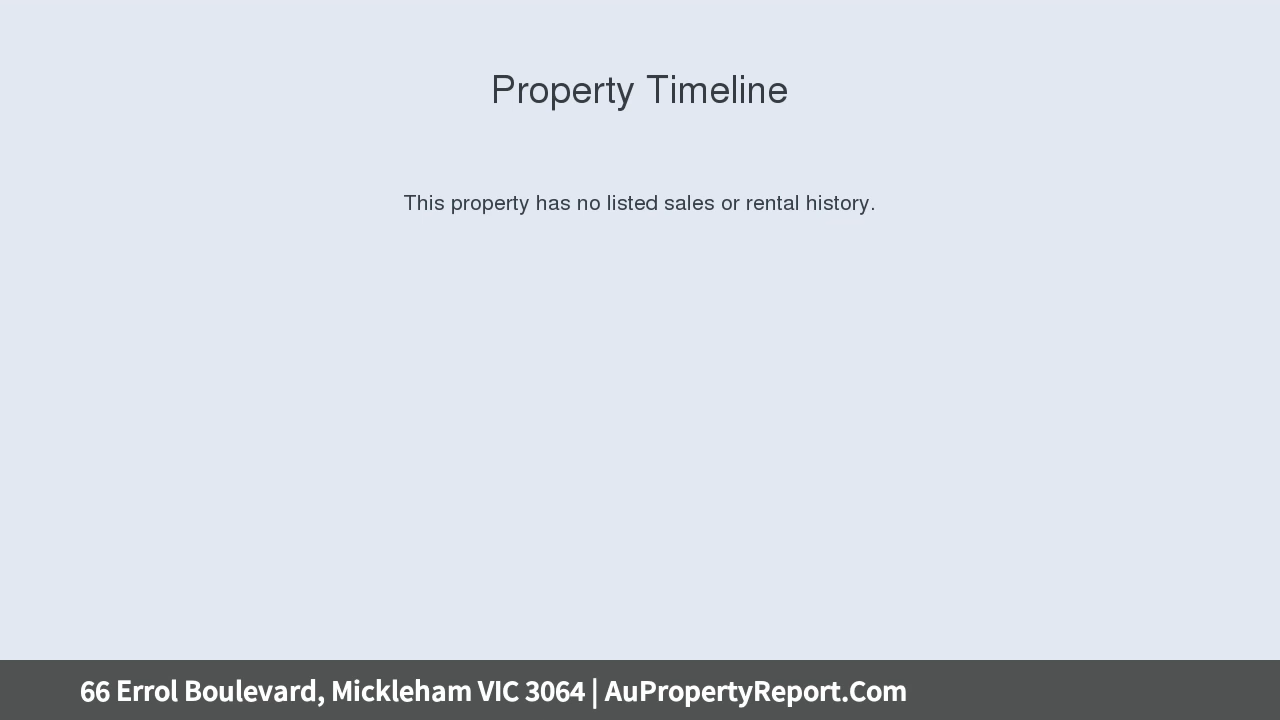 Property Timeline
This property has no listed sales or rental history.
66 Errol Boulevard, Mickleham VIC 3064 | AuPropertyReport.Com